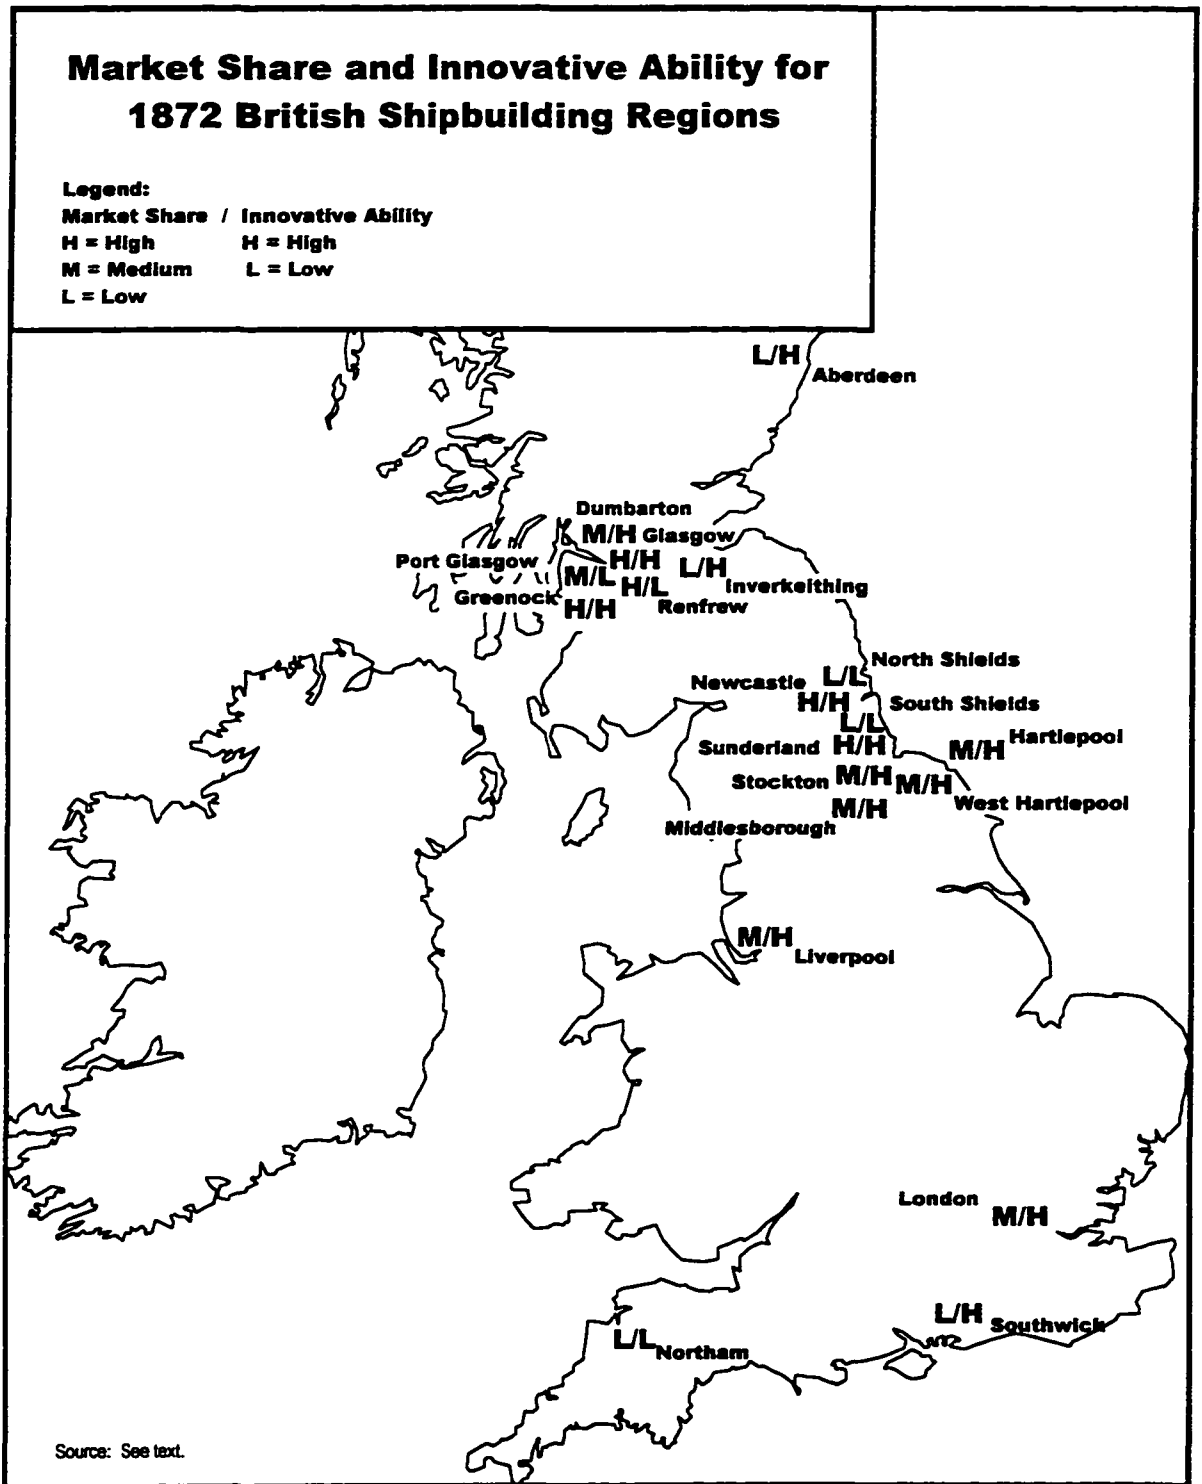 Market Share and Innovative Ability for
1872 British Shipbuilding Regions
Legend:
Market Share / Innovative Ability
H = High H = High
M = Medium L = Low
L = Low
L/H
Aberdeen
Dumbarton
M/H Glasgow
Port Glasgow H/H L/H
M/L H/L Inverkeithing
Greenock H/H Renfrew
North Shields
Newcastle L/L
H/H South Shields
L/L
Sunderland H/H M/H Hartlepool
Stockton M/H M/H
M/H West Hartlepool
Middlesborough
M/H
Liverpool
London
M/H
L/H Southwick
L/L Northam
Source: See text.